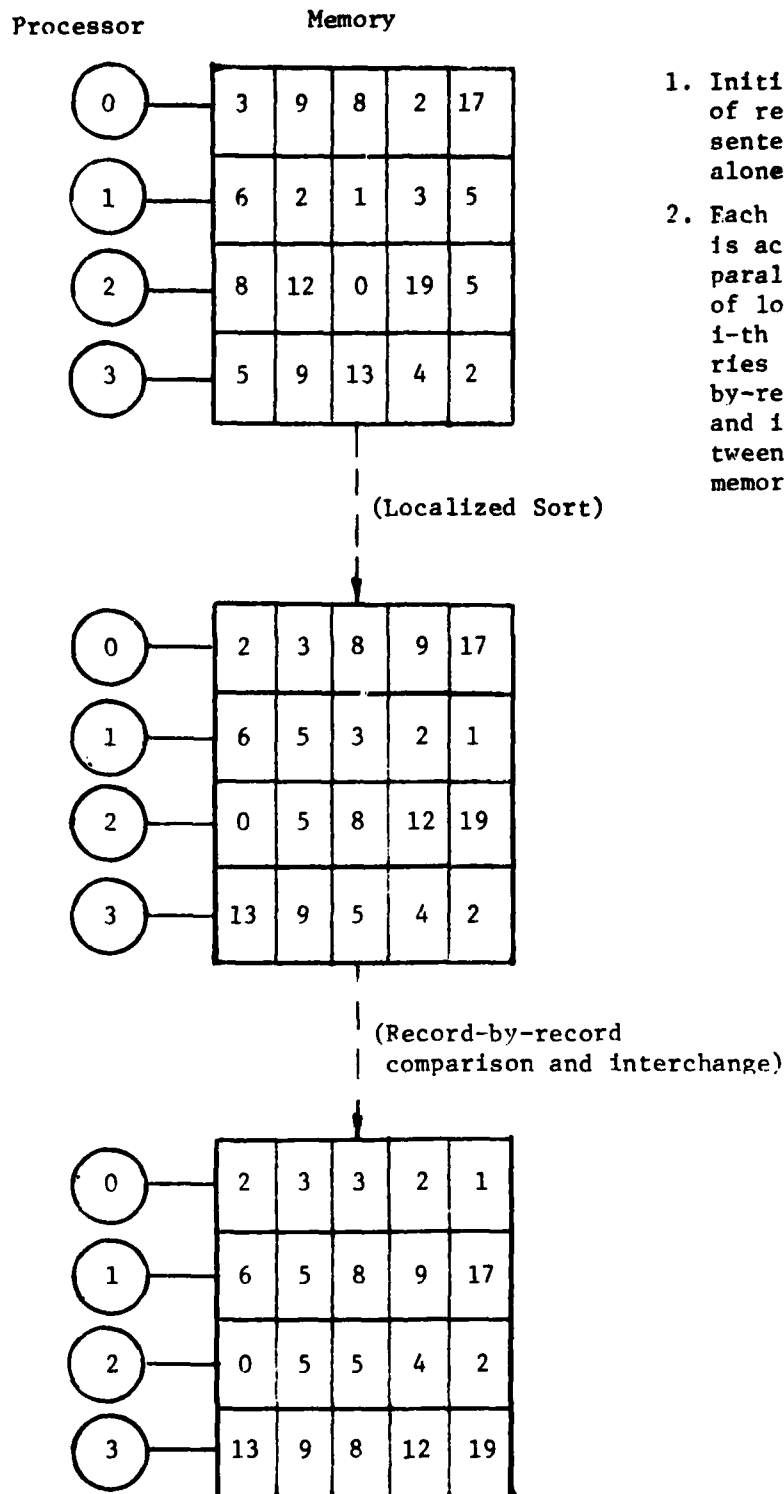 Processor Memory
0 3 9 8 2 17
1 6 2 1 3 5
2 8 12 0 19 5
3 5 9 13 4 2
1. Initi
of re
sente
alone
2. Each
is ac
paral
of lo
i-th
ries
by-re
and i
tween
memor
(Localized Sort)
0 2 3 8 9 17
1 6 5 3 2 1
2 0 5 8 12 19
3 13 9 5 4 2
(Record-by-record
comparison and interchange)
0 2 3 3 2 1
1 6 5 8 9 17
2 0 5 5 4 2
3 13 9 8 12 19